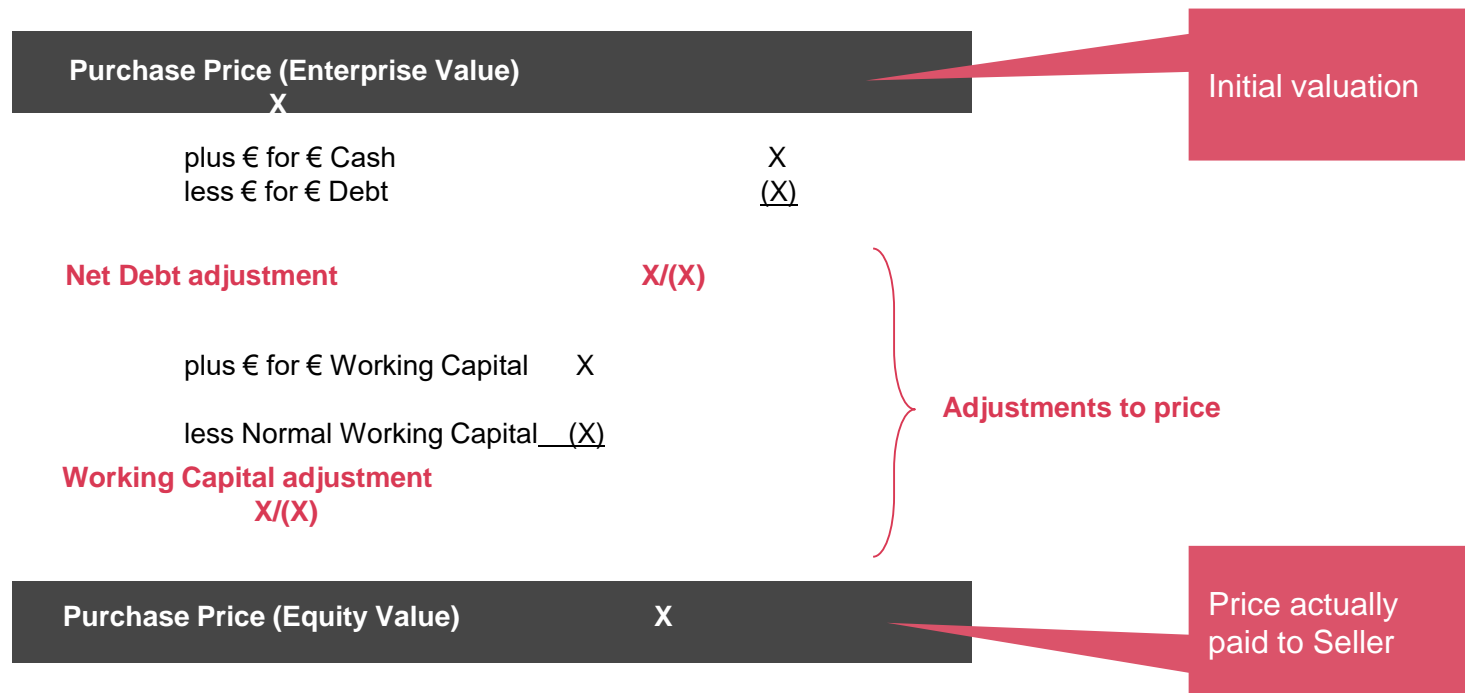 Purchase Price (Enterprise Value)
X
Initial valuation
plus € for € Cash X
less € for € Debt (X)
Net Debt adjustment X/(X)
plus € for € Working Capital X
Adjustments to price
less Normal Working Capital (X)
Working Capital adjustment
X/(X)
Purchase Price (Equity Value) X
Price actually
paid to Seller